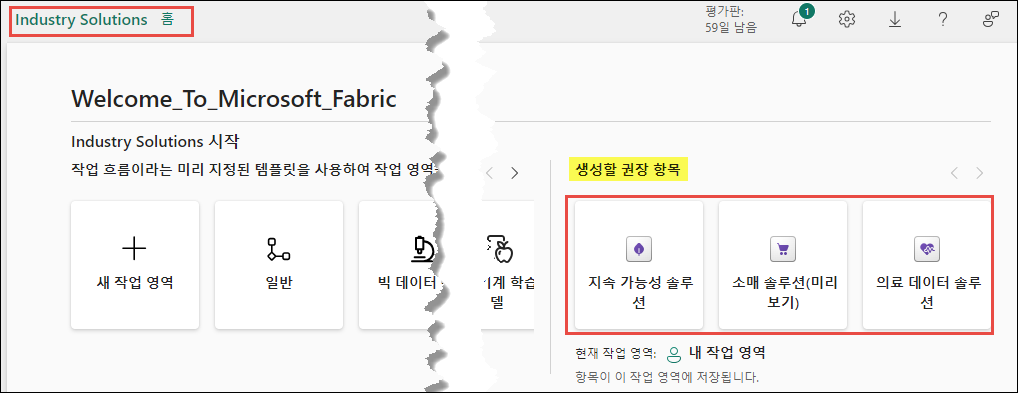 Industry Solutions 홈
평가판:
59일 남음
1
Welcome_To_Microsoft_Fabric
Industry Solutions 시작
작업 흐름이라는 미리 지정된 템플릿을 사용하여 작업 영역
새 작업 영역
일반
빅 데이터
계 학습
델
생성할 권장 항목
지속 가능성 솔루
션
소매 솔루션(미리
보기)
의료 데이터 솔루
션
현재 작업 영역: 내 작업 영역
항목이 이 작업 영역에 저장됩니다.